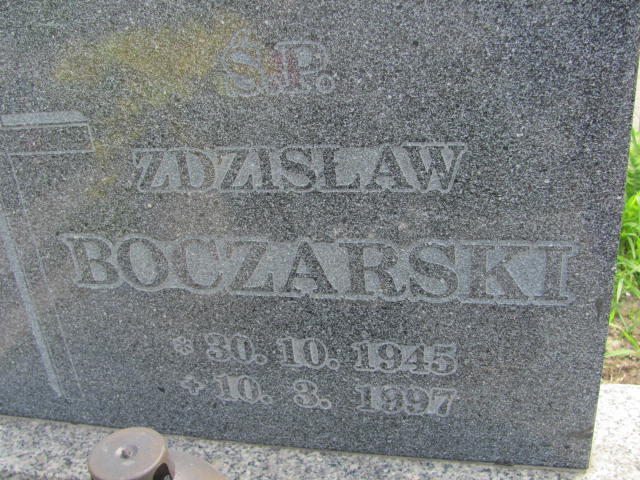 Ś.P.
ZDZISŁAW
BOCZARSKI
* 30. 10. 1945
+ 10. 3. 1997